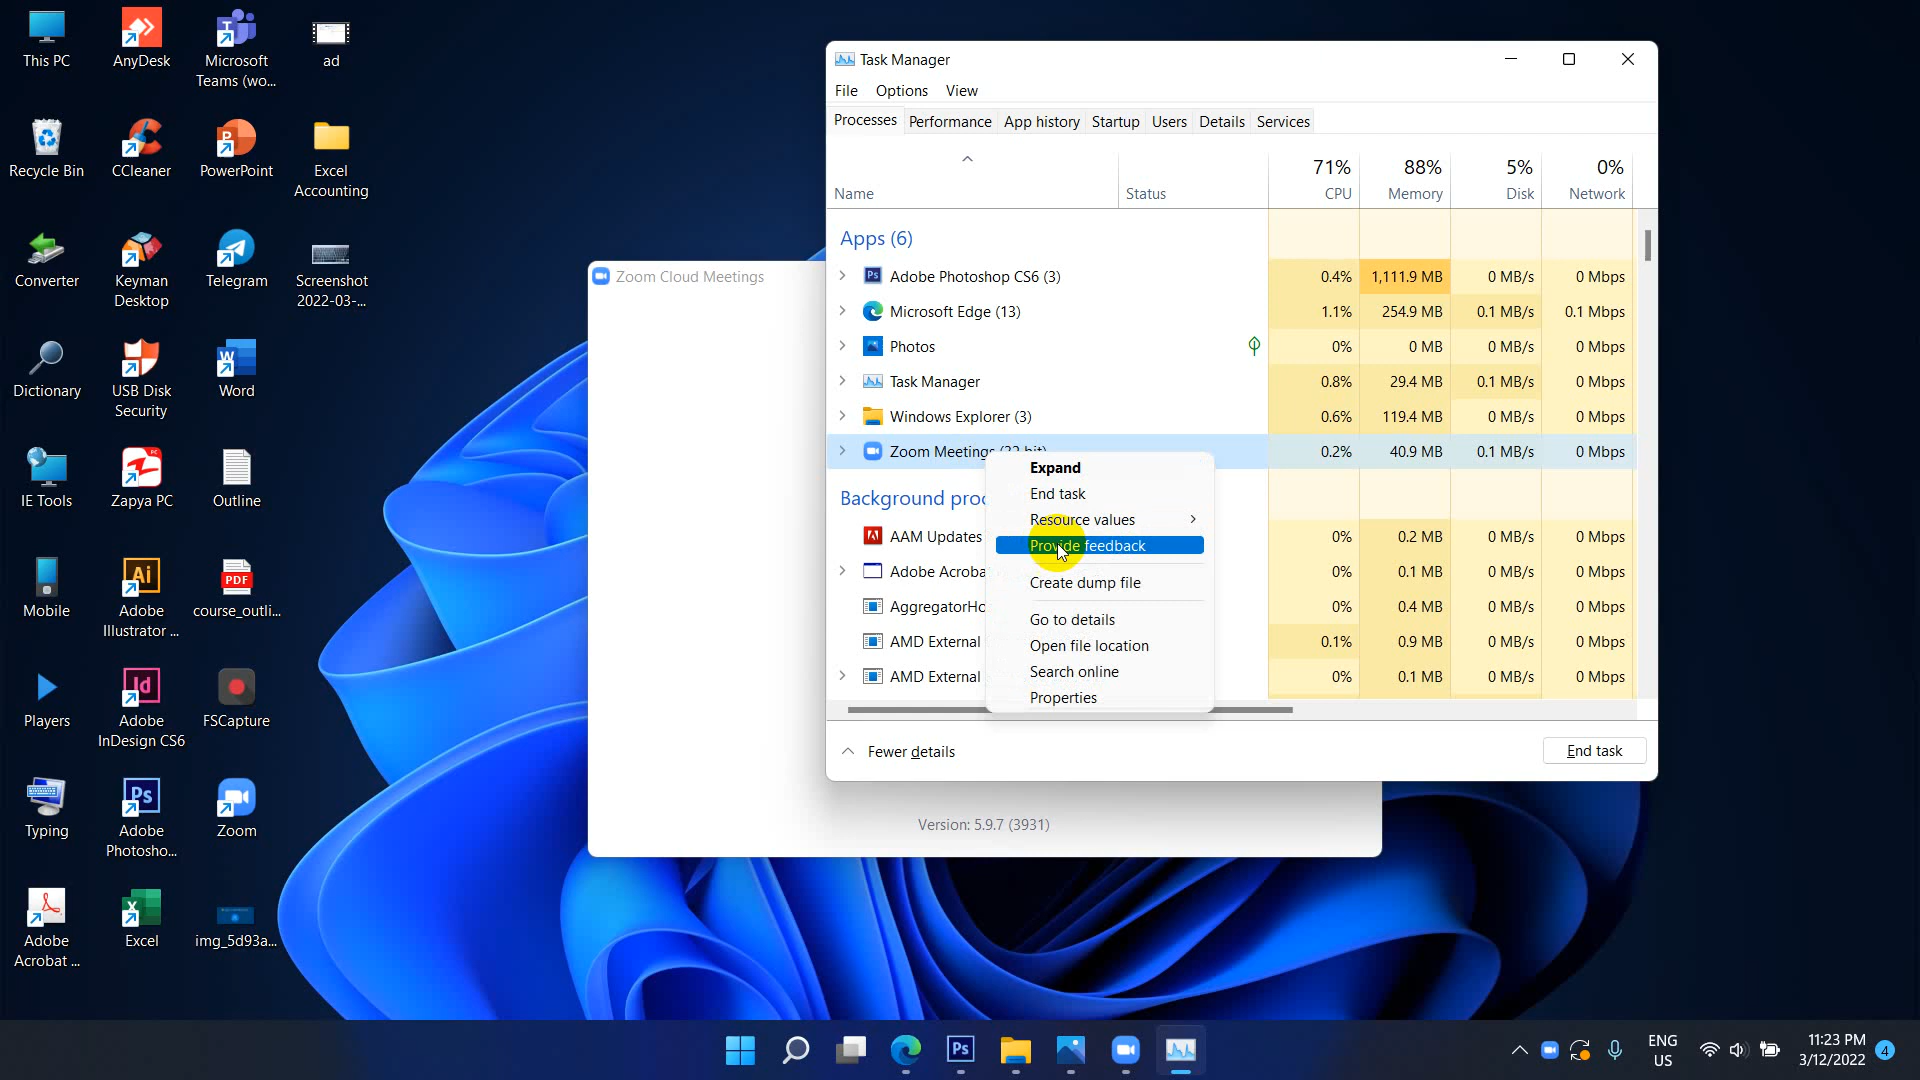 This PC
AnyDesk
Microsoft
Teams (wo...
ad
Recycle Bin
CCleaner
PowerPoint
Excel
Accounting
Converter
Keyman
Desktop
Telegram
Screenshot
2022-03-...
Dictionary
USB Disk
Security
Word
IE Tools
Zapya PC
Outline
Mobile
Adobe
Illustrator ...
course_outli...
Players
Adobe
InDesign CS6
FSCapture
Typing
Adobe
Photosho...
Zoom
Adobe
Acrobat ...
Excel
img_5d93a...
Zoom Cloud Meetings
Version: 5.9.7 (3931)
Task Manager
File Options View
Processes Performance App history Startup Users Details Services
71% 88% 5% 0%
Name Status CPU Memory Disk Network
Apps (6)
Adobe Photoshop CS6 (3) 0.4% 1,111.9 MB 0 MB/s 0 Mbps
Microsoft Edge (13) 1.1% 254.9 MB 0.1 MB/s 0.1 Mbps
Photos 0% 0 MB 0 MB/s 0 Mbps
Task Manager 0.8% 29.4 MB 0.1 MB/s 0 Mbps
Windows Explorer (3) 0.6% 119.4 MB 0 MB/s 0 Mbps
Zoom Meetings (32 bit) 0.2% 40.9 MB 0.1 MB/s 0 Mbps
Background
AAM Updates 0% 0.2 MB 0 MB/s 0 Mbps
Adobe Acroba 0% 0.1 MB 0 MB/s 0 Mbps
AggregatorHo 0% 0.4 MB 0 MB/s 0 Mbps
AMD External 0.1% 0.9 MB 0 MB/s 0 Mbps
AMD External 0% 0.1 MB 0 MB/s 0 Mbps
Expand
End task
Resource values
Provide feedback
Create dump file
Go to details
Open file location
Search online
Properties
Fewer details
End task
ENG
US
11:23 PM
3/12/2022
4